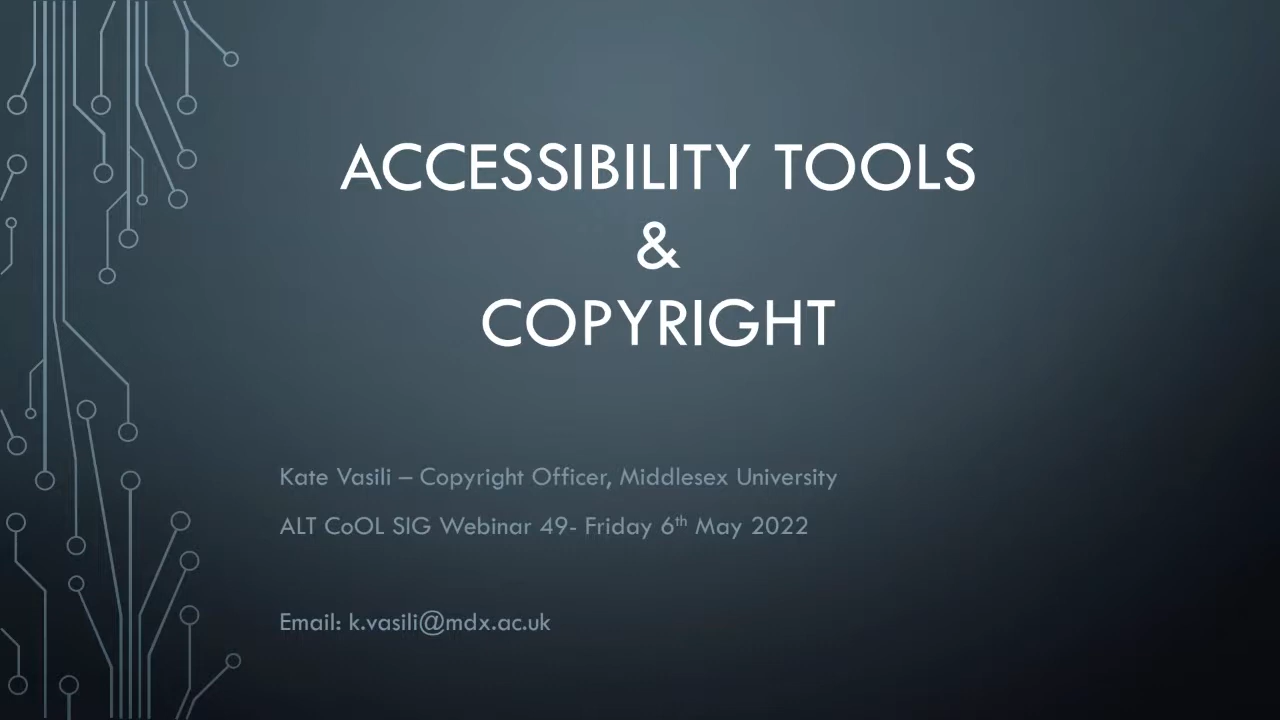 ACCESSIBILITY TOOLS
&
COPYRIGHT
Kate Vasili – Copyright Officer, Middlesex University
ALT CoOL SIG Webinar 49- Friday 6th May 2022
Email: k.vasili@mdx.ac.uk